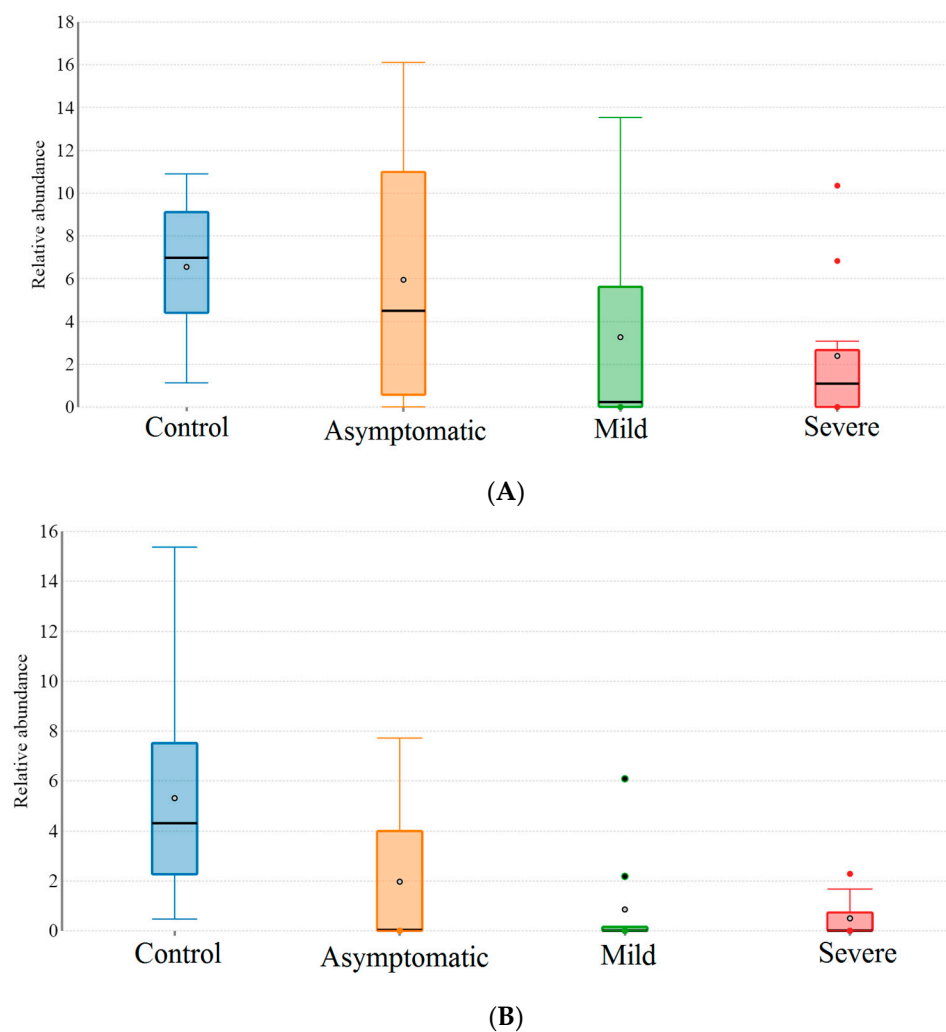 18
16
14
12
10
8
6
4
2
0
Relative abundance
Control
Asymptomatic
Mild
Severe
(A)
16
14
12
10
8
6
4
2
0
Relative abundance
Control
Asymptomatic
Mild
Severe
(B)